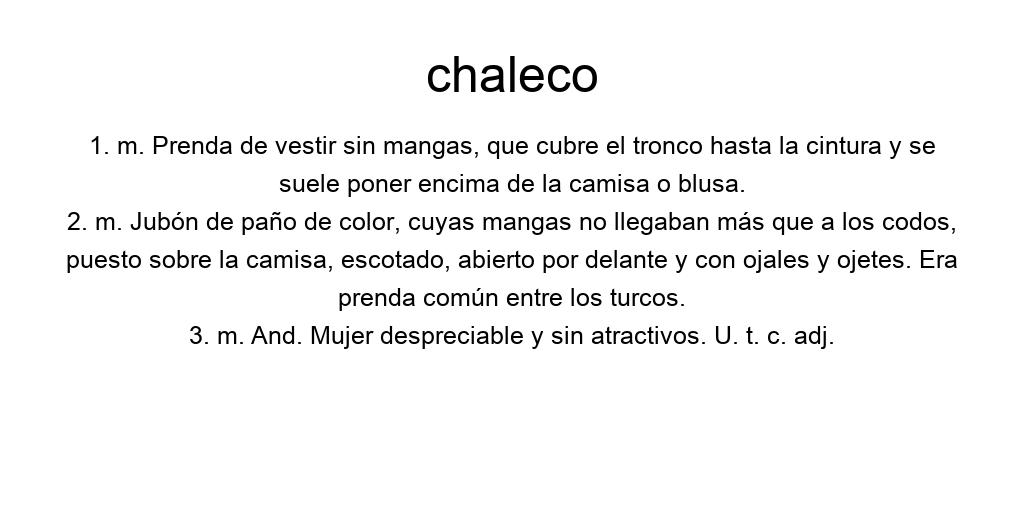 chaleco
1. m. Prenda de vestir sin mangas, que cubre el tronco hasta la cintura y se
suele poner encima de la camisa o blusa.
2. m. Jubón de paño de color, cuyas mangas no llegaban más que a los codos,
puesto sobre la camisa, escotado, abierto por delante y con ojales y ojetes. Era
prenda común entre los turcos.
3. m. And. Mujer despreciable y sin atractivos. U. t. c. adj.